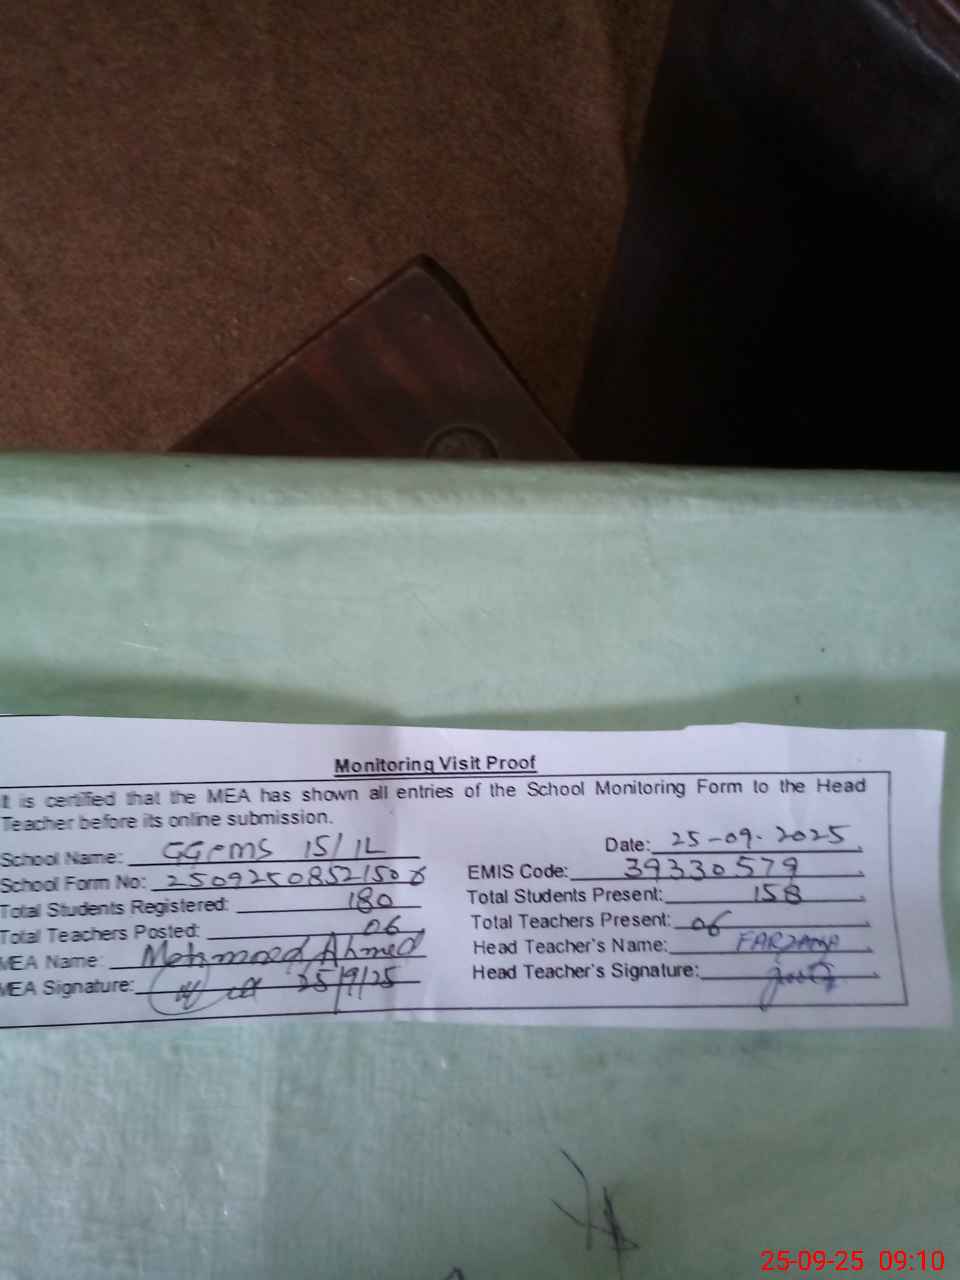 Monitoring Visit Proof
It is certified that the MEA has shown all entries of the School Monitoring Form to the Head
Teacher before its online submission.
Date: 25-09-2025
School Name: GGPMS 15/1L
EMIS Code: 39330579
School Form No: 2509250852150
Total Students Present: 158
Total Students Registered: 180
Total Teachers Present: 06
Total Teachers Posted: 06
Head Teacher's Name: FARZANA
MEA Name: Mehmood Ahmed
Head Teacher's Signature:
MEA Signature: 25/9/25
25-09-25 09:10